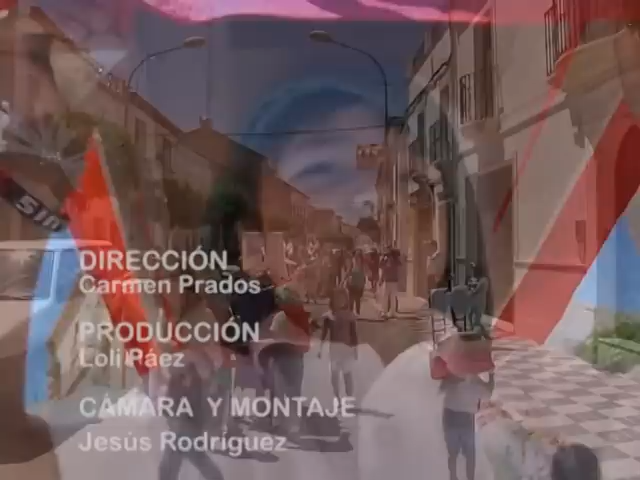 DIRECCIÓN
Carmen Prados
PRODUCCIÓN
Loli Páez
CÁMARA Y MONTAJE
Jesús Rodríguez